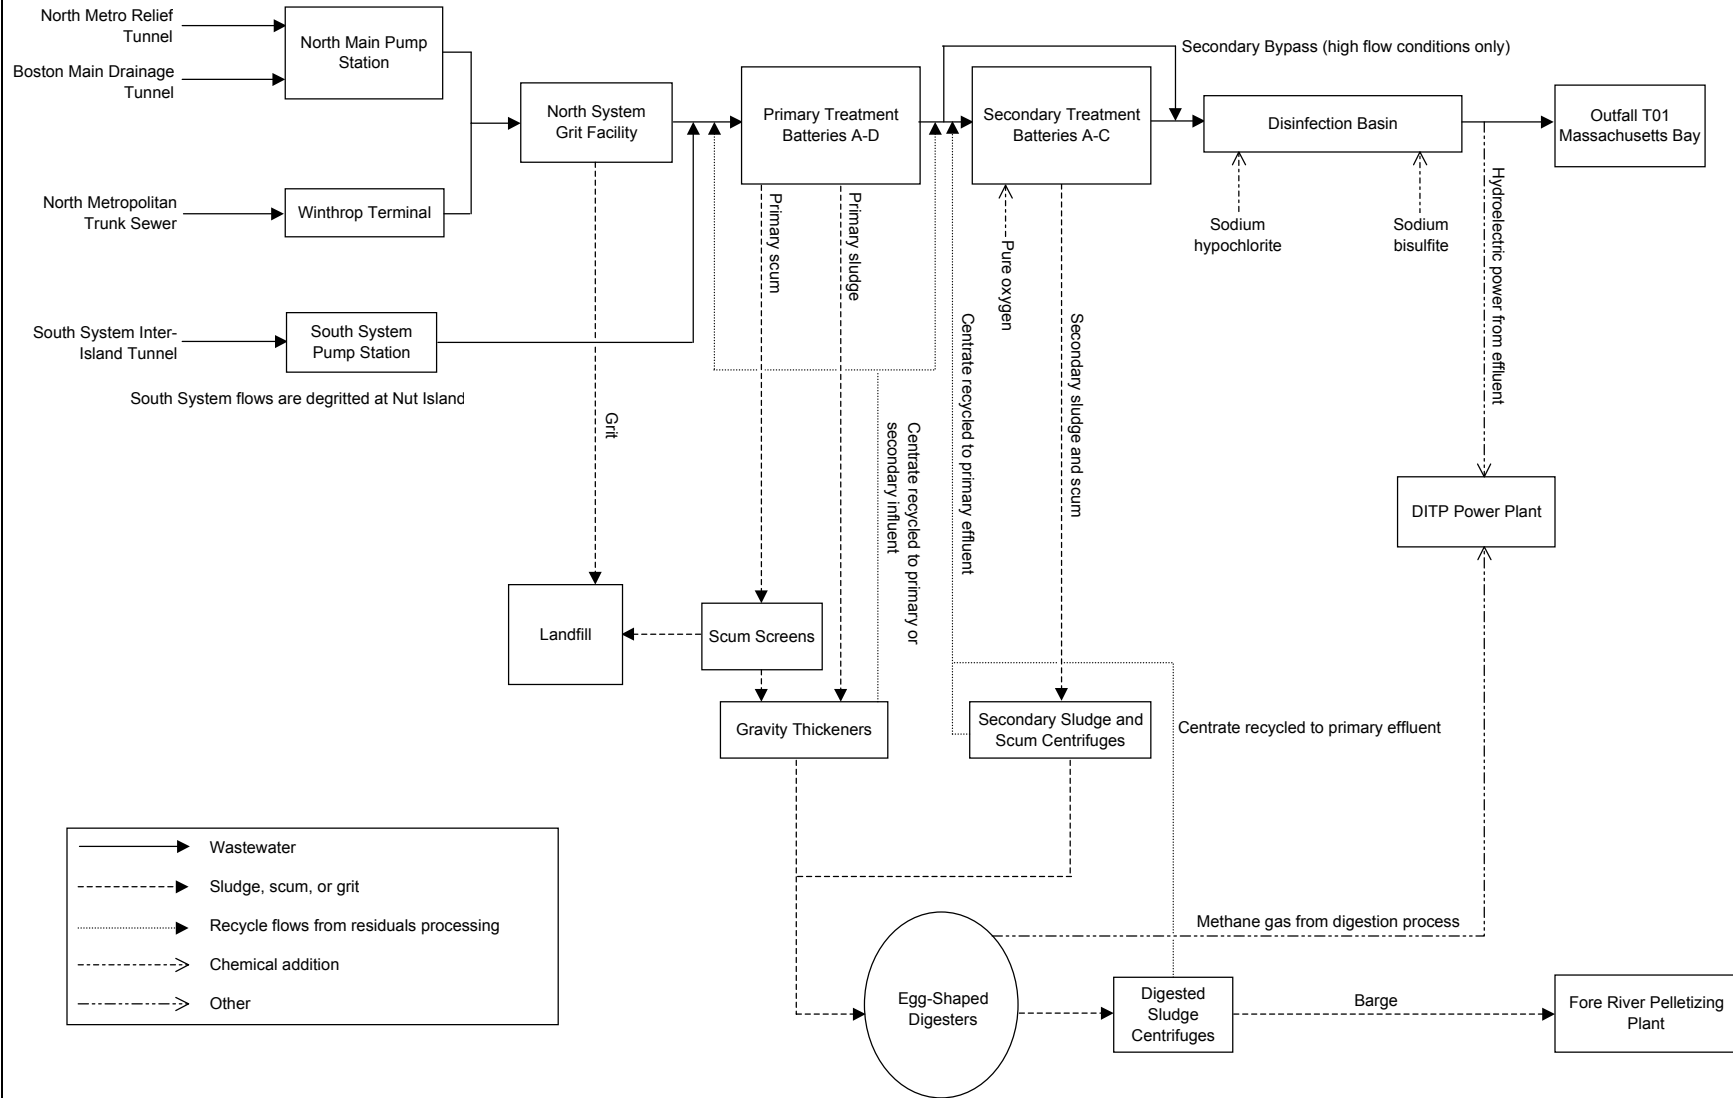 North Metro Relief
Tunnel
Boston Main Drainage
Tunnel
North Main Pump
Station
North Metropolitan
Trunk Sewer
Winthrop Terminal
South System Inter-
Island Tunnel
South System
Pump Station
South System flows are degritted at Nut Island
North System
Grit Facility
Primary Treatment
Batteries A-D
Secondary Bypass (high flow conditions only)
Secondary Treatment
Batteries A-C
Disinfection Basin
Outfall T01
Massachusetts Bay
Sodium
hypochlorite
Sodium
bisulfite
Hydroelectric power from effluent
Primary scum
Primary sludge
Pure oxygen
Grit
Centrate recycled to primary or
secondary influent
Centrate recycled to primary effluent
Secondary sludge and scum
DITP Power Plant
Landfill
Scum Screens
Gravity Thickeners
Secondary Sludge and
Scum Centrifuges
Centrate recycled to primary effluent
Wastewater
Sludge, scum, or grit
Recycle flows from residuals processing
Chemical addition
Other
Methane gas from digestion process
Egg-Shaped
Digesters
Digested
Sludge
Centrifuges
Barge
Fore River Pelletizing
Plant